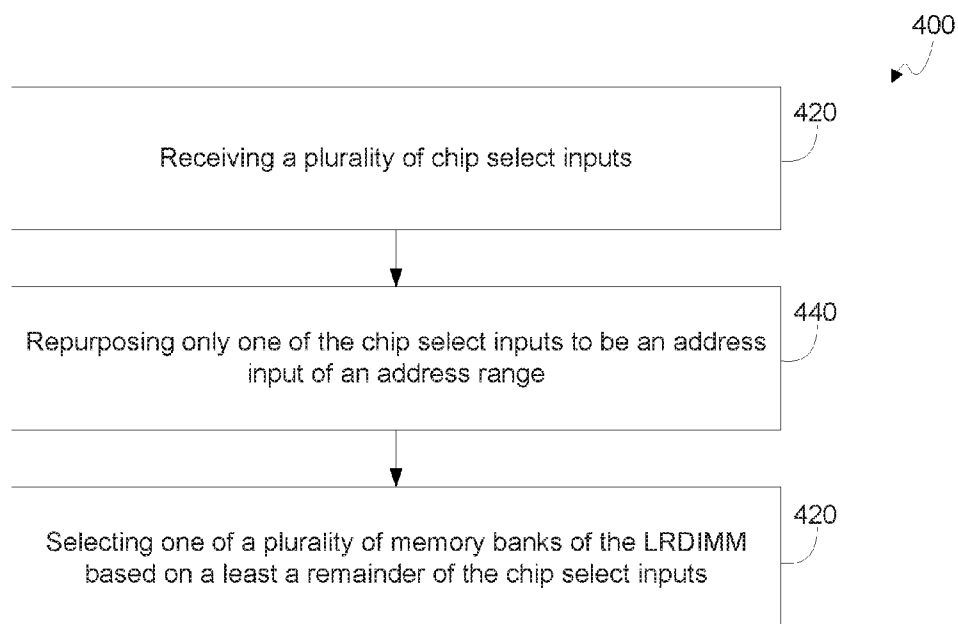 400
420
Receiving a plurality of chip select inputs
440
Repurposing only one of the chip select inputs to be an address
input of an address range
420
Selecting one of a plurality of memory banks of the LRDIMM
based on a least a remainder of the chip select inputs